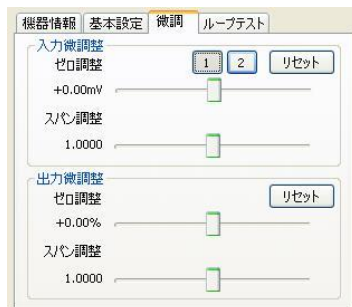 機器情報 基本設定 微調 ループテスト
入力微調整
ゼロ調整 1 2 リセット
+0.00mV
スパン調整
1.0000
出力微調整
ゼロ調整 リセット
+0.00%
スパン調整
1.0000